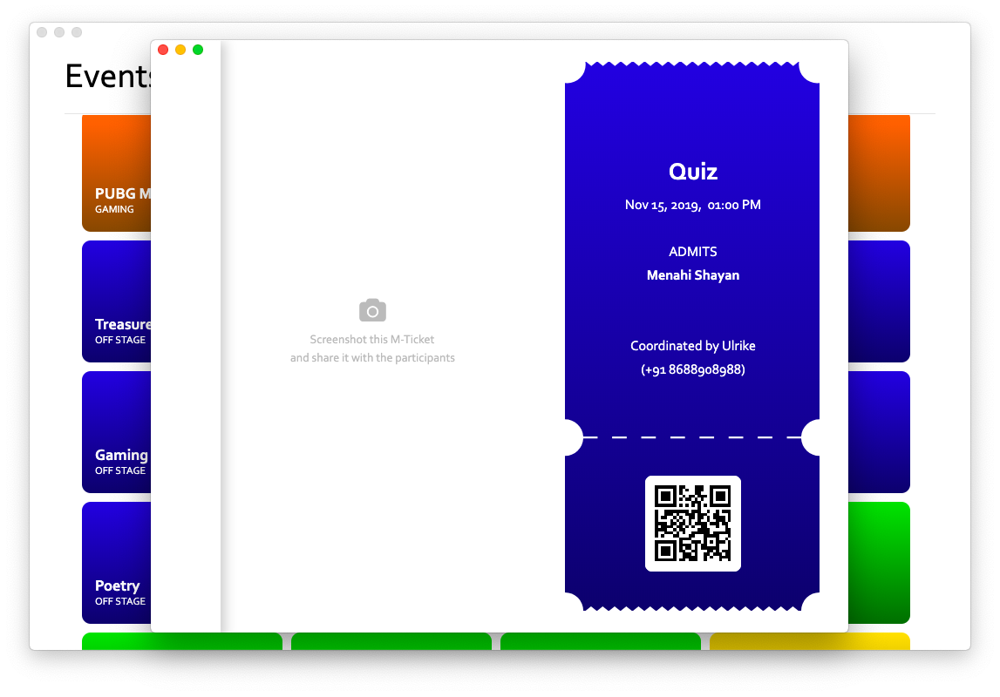 Events
PUBG M
GAMING
Treasure
OFF STAGE
Gaming
OFF STAGE
Poetry
OFF STAGE
Screenshot this M-Ticket
and share it with the participants
Quiz
Nov 15, 2019, 01:00 PM
ADMITS
Menahi Shayan
Coordinated by Ulrike
(+91 8688908988)